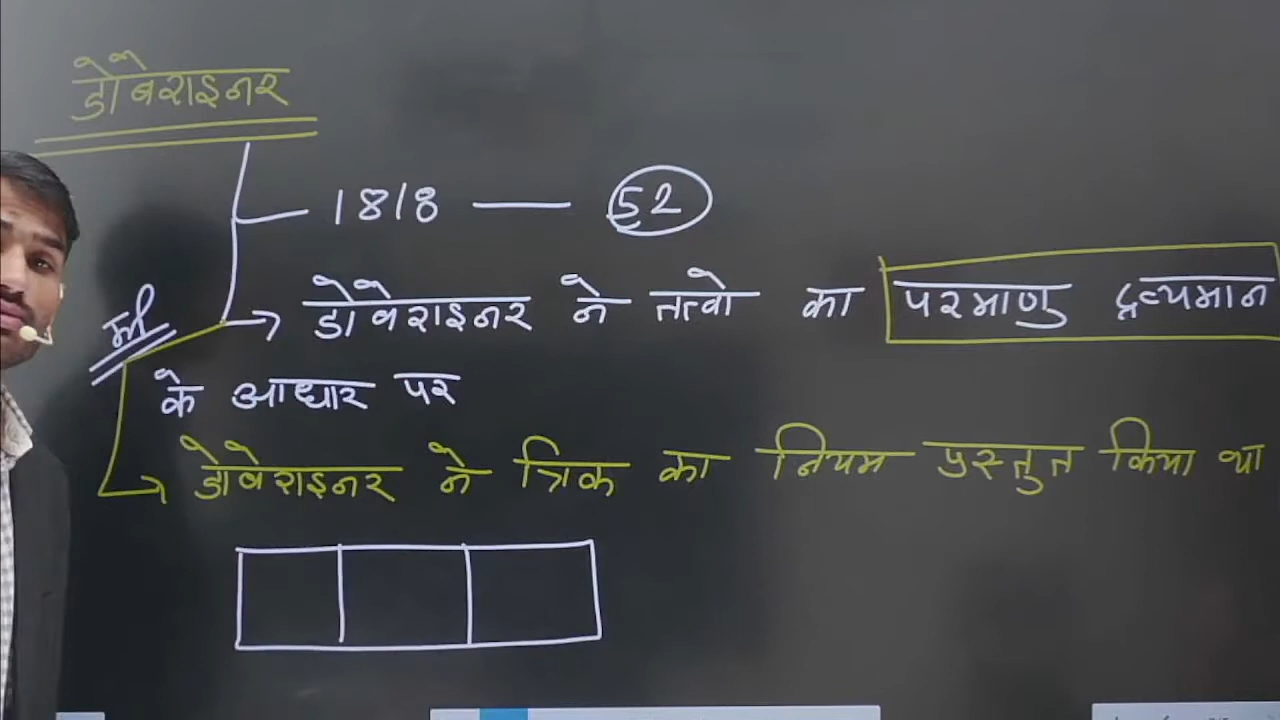 डोबेराइनर
1818 — 52
डोबेराइनर ने तत्वो का परमाणु द्रव्यमान
के आधार पर
डोबेराइनर ने त्रिक का नियम प्रस्तुत किया था